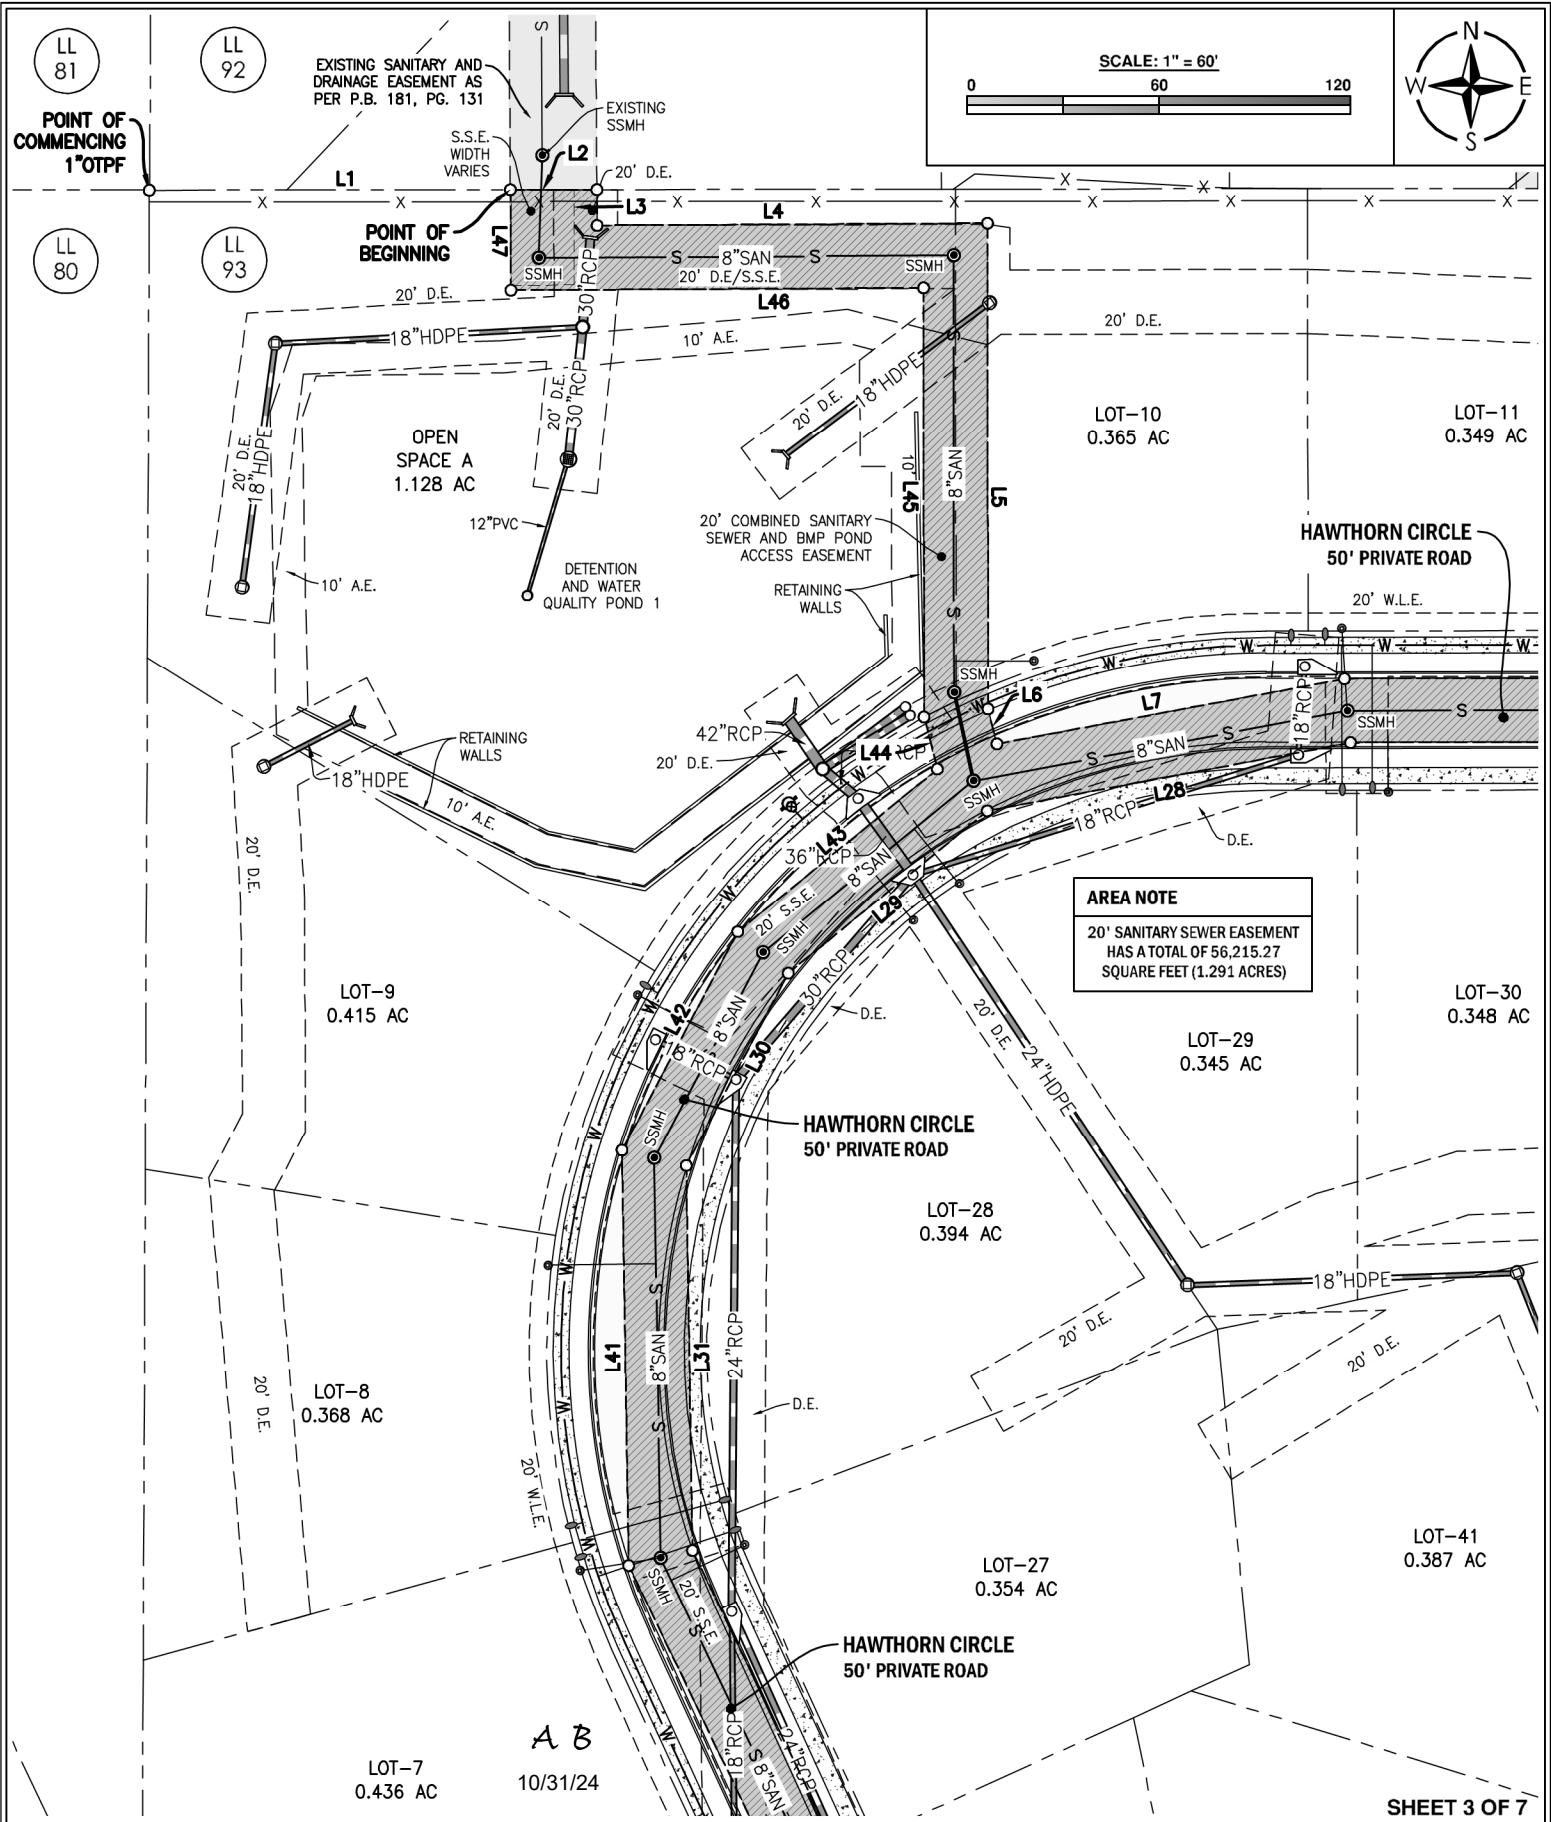 LL
81
LL
92
EXISTING SANITARY AND
DRAINAGE EASEMENT AS
PER P.B. 181, PG. 131
S
EXISTING
SSMH
SCALE: 1" = 60'
0 60 120
N
W E
S
POINT OF
COMMENCING
1"OTPF
S.S.E.
WIDTH
VARIES
L2
20' D.E.
L1
L3
L4
X X X X X X X X X X X X
LL
80
LL
93
POINT OF
BEGINNING
L47
SSMH
S 8"SAN S
SSMH
20' D.E/S.S.E.
30"RCP
L46
20' D.E.
18"HDPE
10' A.E.
20' D.E.
S
18"HDPE
20' D.E.
20' D.E.
30"RCP
LOT-10
0.365 AC
LOT-11
0.349 AC
OPEN
SPACE A
1.128 AC
20' D.E.
18"HDPE
10'
L45
8"SAN
L5
12"PVC
20' COMBINED SANITARY
SEWER AND BMP POND
ACCESS EASEMENT
HAWTHORN CIRCLE
50' PRIVATE ROAD
10' A.E.
DETENTION
AND WATER
QUALITY POND 1
RETAINING
WALLS
S
20' W.L.E.
W W W W W
SSMH
L6
L7
18"RCP
SSMH
S
42"RCP
L44
CP
20' D.E.
W
8"SAN
S
S
SSMH
RETAINING
WALLS
18"HDPE
10' A.E.
L28
18"RCP
D.E.
L43
36"RCP
8"SAN
20' D.E.
W
20' S.S.E.
L29
SSMH
30"RCP
AREA NOTE
20' SANITARY SEWER EASEMENT
HAS A TOTAL OF 56,215.27
SQUARE FEET (1.291 ACRES)
LOT-9
0.415 AC
LOT-30
0.348 AC
W
L42
8"SAN
D.E.
20' D.E.
LOT-29
0.345 AC
18"RCP
L30
24"HDPE
HAWTHORN CIRCLE
50' PRIVATE ROAD
W
SSMH
LOT-28
0.394 AC
W
S
18"HDPE
L41
8"SAN
L31
24"RCP
20' D.E.
20' D.E.
LOT-8
0.368 AC
20' D.E.
W
S
D.E.
20' W.L.E.
W
LOT-41
0.387 AC
LOT-27
0.354 AC
SSMH
20' S.S.E.
S
HAWTHORN CIRCLE
50' PRIVATE ROAD
A B
10/31/24
W
18"RCP
S
8"SAN
24"RCP
LOT-7
0.436 AC
SHEET 3 OF 7